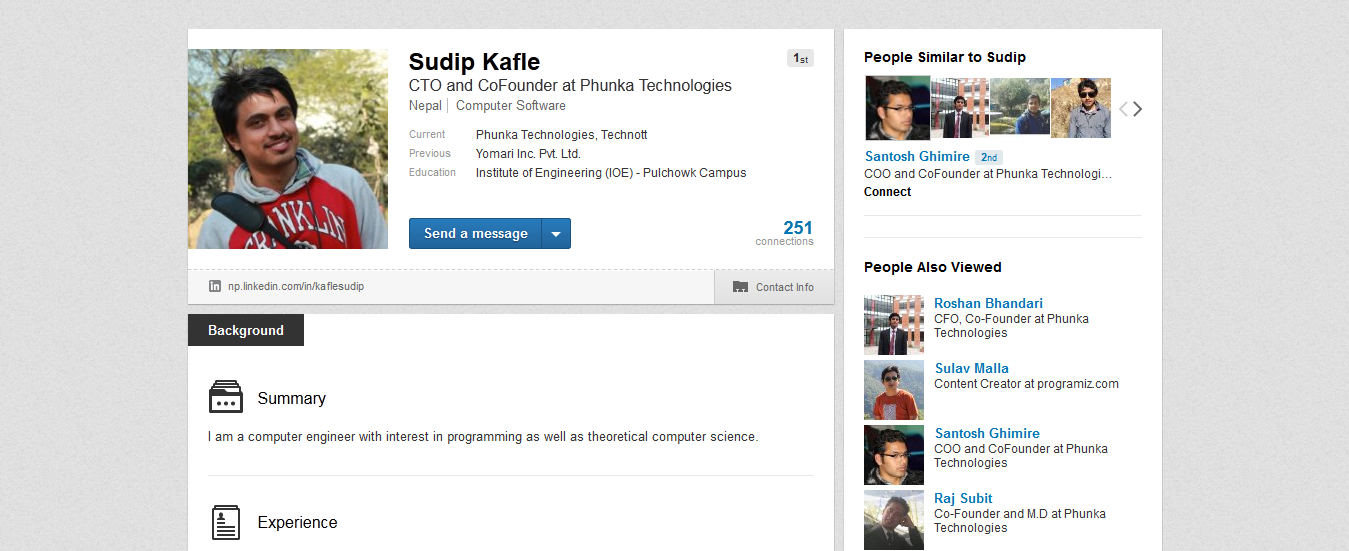 Sudip Kafle
1st
CTO and CoFounder at Phunka Technologies
Nepal | Computer Software
Current Phunka Technologies, Technott
Previous Yomari Inc. Pvt. Ltd.
Education Institute of Engineering (IOE) - Pulchowk Campus
Send a message
251
connections
np.linkedin.com/in/kaflesudip
Contact Info
FRANKLIN
Background
Summary
I am a computer engineer with interest in programming as well as theoretical computer science.
Experience
People Similar to Sudip
Santosh Ghimire 2nd
COO and CoFounder at Phunka Technologi...
Connect
People Also Viewed
Roshan Bhandari
CFO, Co-Founder at Phunka
Technologies
Sulav Malla
Content Creator at programiz.com
Santosh Ghimire
COO and CoFounder at Phunka
Technologies
Raj Subit
Co-Founder and M.D at Phunka
Technologies